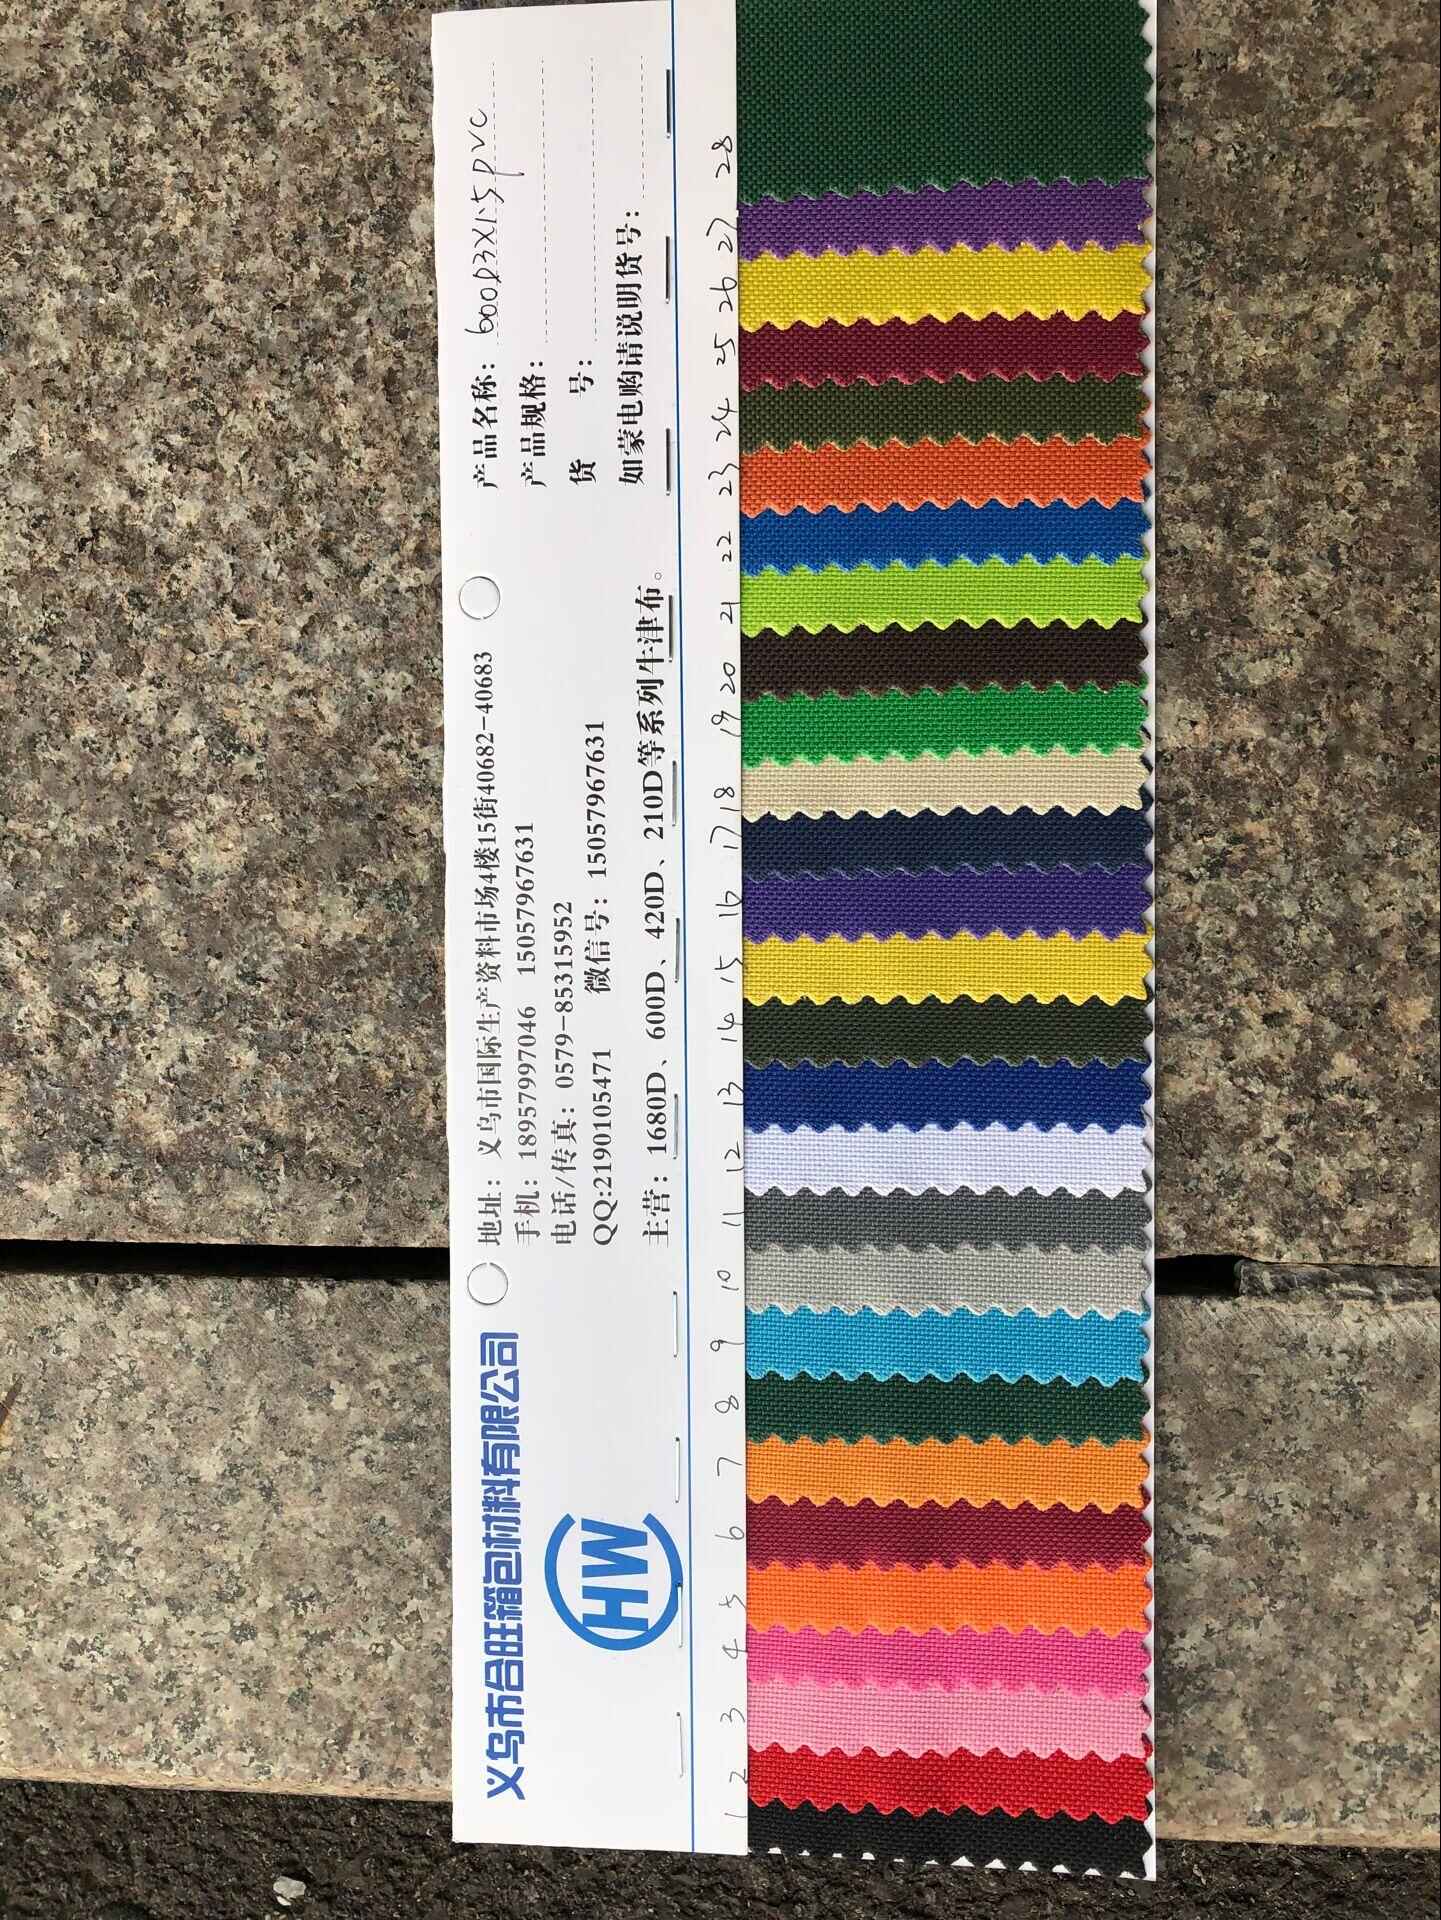 义乌市合旺箱包材料有限公司
HW
地址：义乌市国际生产资料市场4楼15街40682-40683
手机：18957997046 15057967631
电话/传真：0579-85315952
QQ:2190105471 微信号：15057967631
主营：1680D、600D、420D、210D等系列牛津布。
产品名称：600D3X1.5pvc
产品规格：
货号：
如蒙电购请说明货号：
1 2 3 4 5 6 7 8 9 10 11 12 13 14 15 16 17 18 19 20 21 22 23 24 25 26 27 28